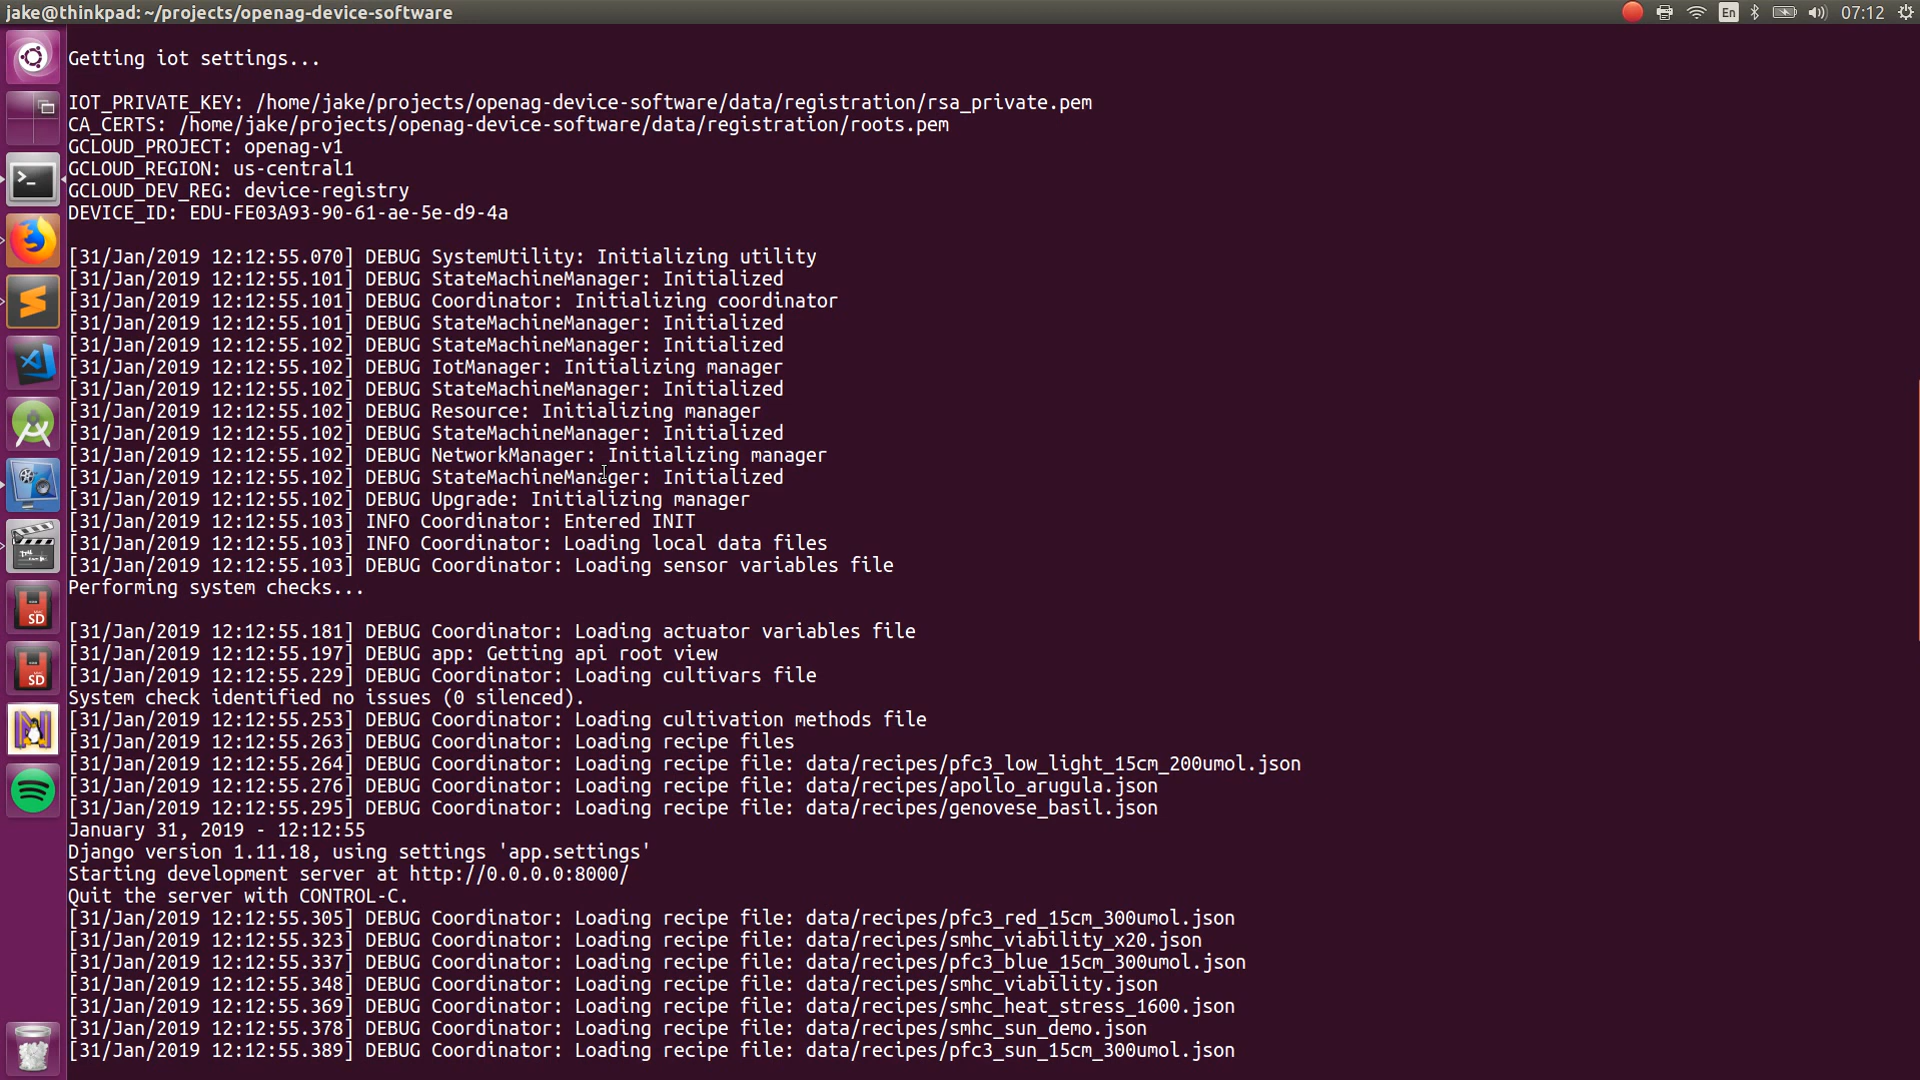 jake@thinkpad: ~/projects/openag-device-software
En
07:12
Getting iot settings...
IOT_PRIVATE_KEY: /home/jake/projects/openag-device-software/data/registration/rsa_private.pem
CA_CERTS: /home/jake/projects/openag-device-software/data/registration/roots.pem
GCLOUD_PROJECT: openag-v1
GCLOUD_REGION: us-central1
GCLOUD_DEV_REG: device-registry
DEVICE_ID: EDU-FE03A93-90-61-ae-5e-d9-4a
[31/Jan/2019 12:12:55.070] DEBUG SystemUtility: Initializing utility
[31/Jan/2019 12:12:55.101] DEBUG StateMachineManager: Initialized
[31/Jan/2019 12:12:55.101] DEBUG Coordinator: Initializing coordinator
[31/Jan/2019 12:12:55.101] DEBUG StateMachineManager: Initialized
[31/Jan/2019 12:12:55.102] DEBUG StateMachineManager: Initialized
[31/Jan/2019 12:12:55.102] DEBUG IotManager: Initializing manager
[31/Jan/2019 12:12:55.102] DEBUG StateMachineManager: Initialized
[31/Jan/2019 12:12:55.102] DEBUG Resource: Initializing manager
[31/Jan/2019 12:12:55.102] DEBUG StateMachineManager: Initialized
[31/Jan/2019 12:12:55.102] DEBUG NetworkManager: Initializing manager
[31/Jan/2019 12:12:55.102] DEBUG StateMachineManager: Initialized
[31/Jan/2019 12:12:55.102] DEBUG Upgrade: Initializing manager
[31/Jan/2019 12:12:55.103] INFO Coordinator: Entered INIT
[31/Jan/2019 12:12:55.103] INFO Coordinator: Loading local data files
[31/Jan/2019 12:12:55.103] DEBUG Coordinator: Loading sensor variables file
Performing system checks...
[31/Jan/2019 12:12:55.181] DEBUG Coordinator: Loading actuator variables file
[31/Jan/2019 12:12:55.197] DEBUG app: Getting api root view
[31/Jan/2019 12:12:55.229] DEBUG Coordinator: Loading cultivars file
System check identified no issues (0 silenced).
[31/Jan/2019 12:12:55.253] DEBUG Coordinator: Loading cultivation methods file
[31/Jan/2019 12:12:55.263] DEBUG Coordinator: Loading recipe files
[31/Jan/2019 12:12:55.264] DEBUG Coordinator: Loading recipe file: data/recipes/pfc3_low_light_15cm_200umol.json
[31/Jan/2019 12:12:55.276] DEBUG Coordinator: Loading recipe file: data/recipes/apollo_arugula.json
[31/Jan/2019 12:12:55.295] DEBUG Coordinator: Loading recipe file: data/recipes/genovese_basil.json
January 31, 2019 - 12:12:55
Django version 1.11.18, using settings 'app.settings'
Starting development server at http://0.0.0.0:8000/
Quit the server with CONTROL-C.
[31/Jan/2019 12:12:55.305] DEBUG Coordinator: Loading recipe file: data/recipes/pfc3_red_15cm_300umol.json
[31/Jan/2019 12:12:55.323] DEBUG Coordinator: Loading recipe file: data/recipes/smhc_viability_x20.json
[31/Jan/2019 12:12:55.337] DEBUG Coordinator: Loading recipe file: data/recipes/pfc3_blue_15cm_300umol.json
[31/Jan/2019 12:12:55.348] DEBUG Coordinator: Loading recipe file: data/recipes/smhc_viability.json
[31/Jan/2019 12:12:55.369] DEBUG Coordinator: Loading recipe file: data/recipes/smhc_heat_stress_1600.json
[31/Jan/2019 12:12:55.378] DEBUG Coordinator: Loading recipe file: data/recipes/smhc_sun_demo.json
[31/Jan/2019 12:12:55.389] DEBUG Coordinator: Loading recipe file: data/recipes/pfc3_sun_15cm_300umol.json
SD
SD
N